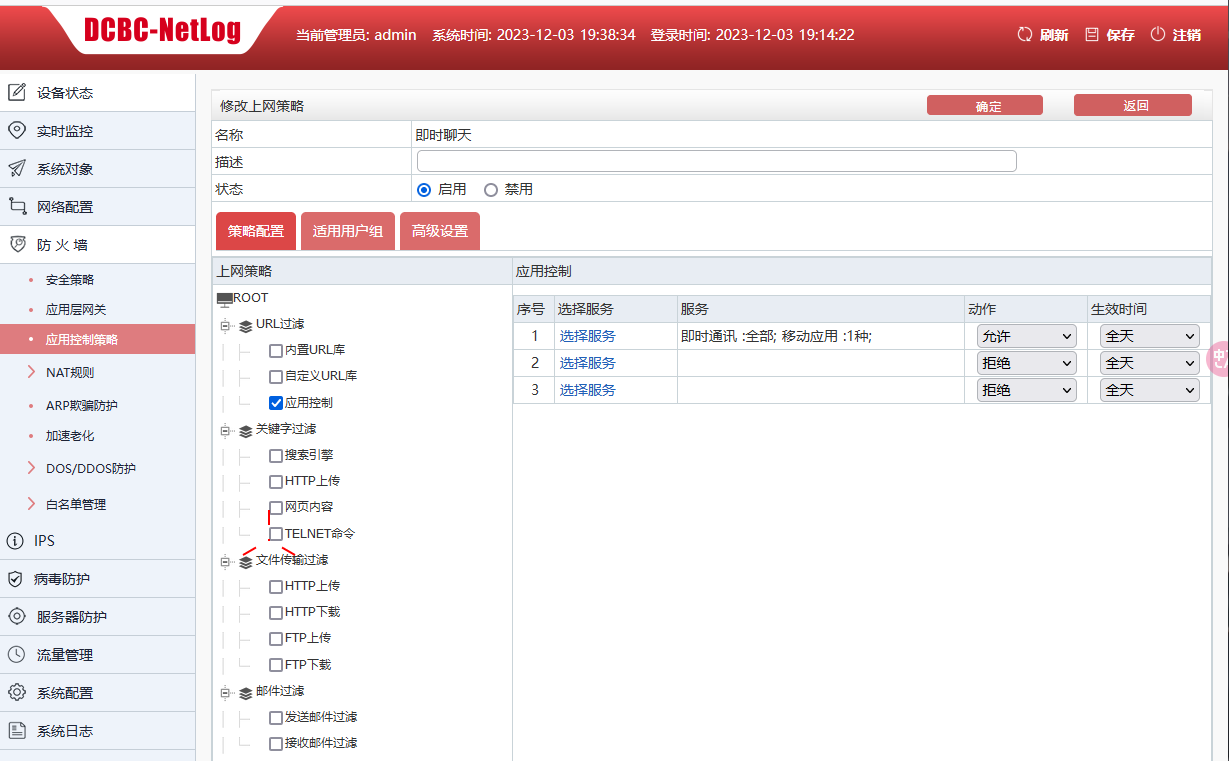 DCBC-NetLog
当前管理员: admin 系统时间: 2023-12-03 19:38:34 登录时间: 2023-12-03 19:14:22
刷新 保存 注销
设备状态
实时监控
系统对象
网络配置
防 火 墙
安全策略
应用层网关
应用控制策略
NAT规则
ARP欺骗防护
加速老化
DOS/DDOS防护
白名单管理
IPS
病毒防护
服务器防护
流量管理
系统配置
系统日志
修改上网策略 确定 返回
名称 即时聊天
描述
状态 启用 禁用
策略配置 适用用户组 高级设置
上网策略
ROOT
URL过滤
内置URL库
自定义URL库
应用控制
关键字过滤
搜索引擎
HTTP上传
网页内容
TELNET命令
文件传输过滤
HTTP上传
HTTP下载
FTP上传
FTP下载
邮件过滤
发送邮件过滤
接收邮件过滤
应用控制
序号 选择服务 服务 动作 生效时间
1 选择服务 即时通讯 :全部; 移动应用 :1种; 允许 全天
2 选择服务 拒绝 全天
3 选择服务 拒绝 全天